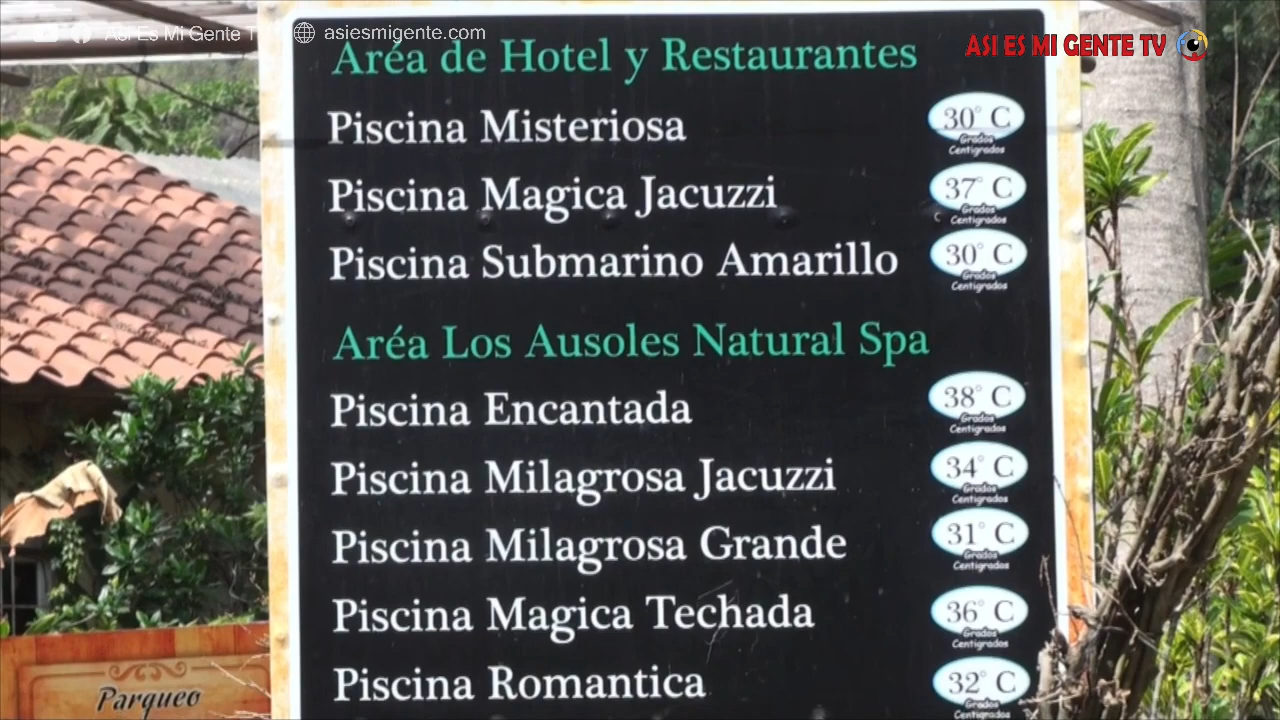 Así Es Mi Gente T
asiesmigente.com
ASI ES MI GENTE TV
Aréa de Hotel y Restaurantes
Piscina Misteriosa
30° C
Grados
Centigrados
Piscina Magica Jacuzzi
37° C
Grados
Centigrados
Piscina Submarino Amarillo
30° C
Grados
Centigrados
Aréa Los Ausoles Natural Spa
Piscina Encantada
38° C
Grados
Centigrados
Piscina Milagrosa Jacuzzi
34° C
Grados
Centigrados
Piscina Milagrosa Grande
31° C
Grados
Centigrados
Piscina Magica Techada
36° C
Grados
Centigrados
Piscina Romantica
32° C
Grados
Centigrados
Parqueo